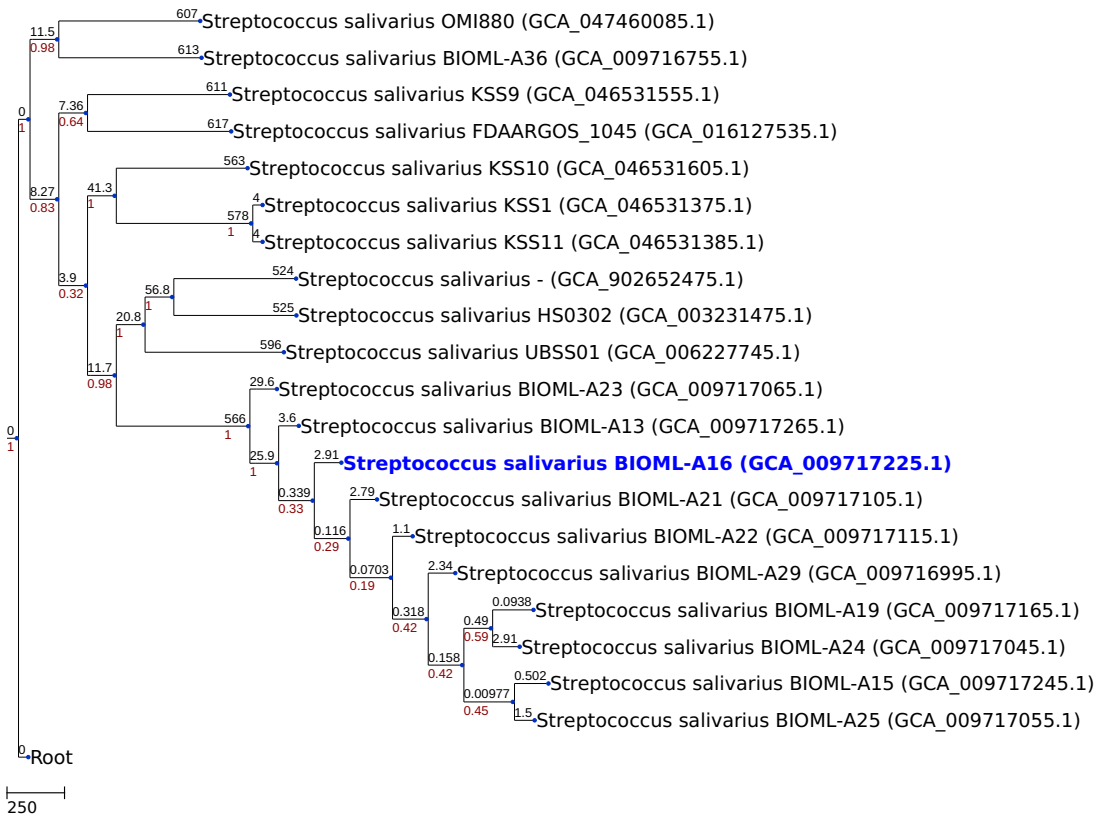 607 Streptococcus salivarius OMI880 (GCA_047460085.1)
11.5
0.98
613 Streptococcus salivarius BIOML-A36 (GCA_009716755.1)
611 Streptococcus salivarius KSS9 (GCA_046531555.1)
7.36
0.64
0
1
617 Streptococcus salivarius FDAARGOS_1045 (GCA_016127535.1)
563 Streptococcus salivarius KSS10 (GCA_046531605.1)
41.3
1
8.27
0.83
4 Streptococcus salivarius KSS1 (GCA_046531375.1)
578
1
4 Streptococcus salivarius KSS11 (GCA_046531385.1)
524 Streptococcus salivarius - (GCA_902652475.1)
3.9
0.32
56.8
1
525 Streptococcus salivarius HS0302 (GCA_003231475.1)
20.8
1
596 Streptococcus salivarius UBSS01 (GCA_006227745.1)
11.7
0.98
29.6 Streptococcus salivarius BIOML-A23 (GCA_009717065.1)
566
1
3.6 Streptococcus salivarius BIOML-A13 (GCA_009717265.1)
0
1
25.9
1
2.91 Streptococcus salivarius BIOML-A16 (GCA_009717225.1)
0.339
0.33
2.79 Streptococcus salivarius BIOML-A21 (GCA_009717105.1)
0.116
0.29
1.1 Streptococcus salivarius BIOML-A22 (GCA_009717115.1)
0.0703
0.19
2.34 Streptococcus salivarius BIOML-A29 (GCA_009716995.1)
0.318
0.42
0.0938 Streptococcus salivarius BIOML-A19 (GCA_009717165.1)
0.49
0.59
2.91 Streptococcus salivarius BIOML-A24 (GCA_009717045.1)
0.158
0.42
0.502 Streptococcus salivarius BIOML-A15 (GCA_009717245.1)
0.00977
0.45
1.5 Streptococcus salivarius BIOML-A25 (GCA_009717055.1)
0 Root
250